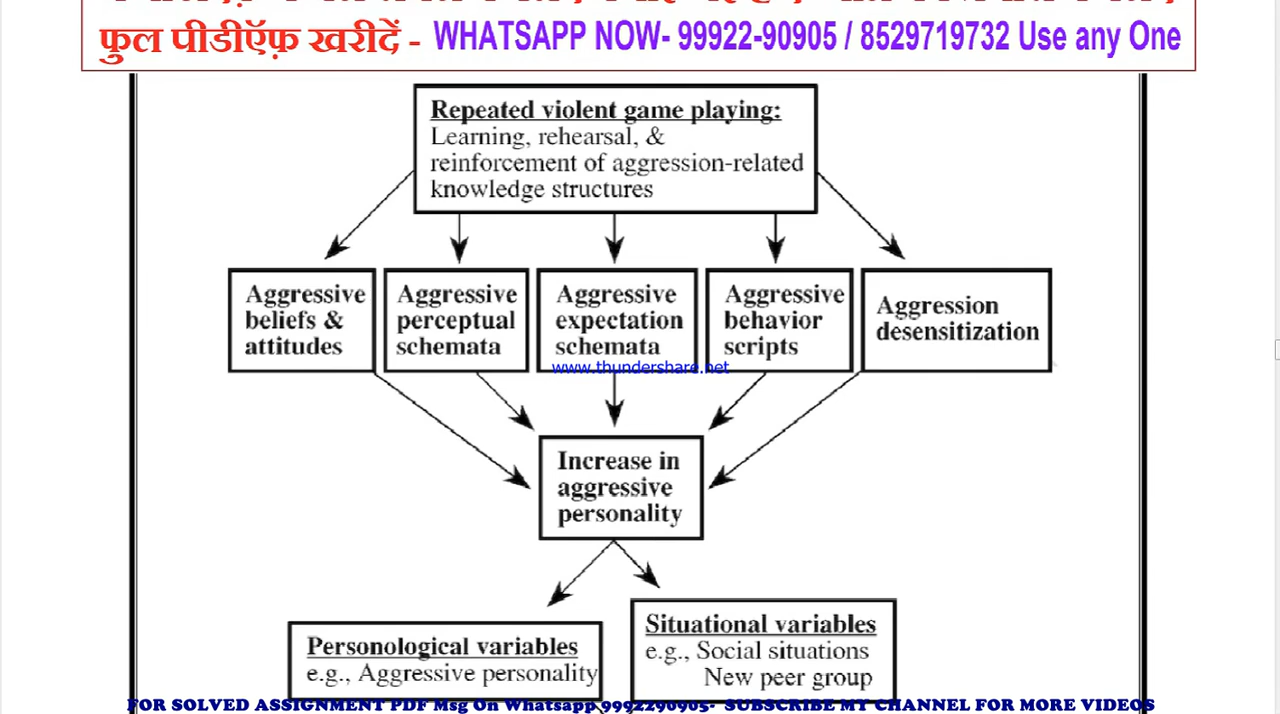 फुल पीडीऍफ़ खरीदें - WHATSAPP NOW- 99922-90905 / 8529719732 Use any One
Repeated violent game playing:
Learning, rehearsal, &
reinforcement of aggression-related
knowledge structures
Aggressive
beliefs &
attitudes
Aggressive
perceptual
schemata
Aggressive
expectation
schemata
Aggressive
behavior
scripts
Aggression
desensitization
www.thundershare.net
Increase in
aggressive
personality
Personological variables
e.g., Aggressive personality
Situational variables
e.g., Social situations
New peer group
FOR SOLVED ASSIGNMENT PDF Msg On Whatsapp 9992290905- SUBSCRIBE MY CHANNEL FOR MORE VIDEOS